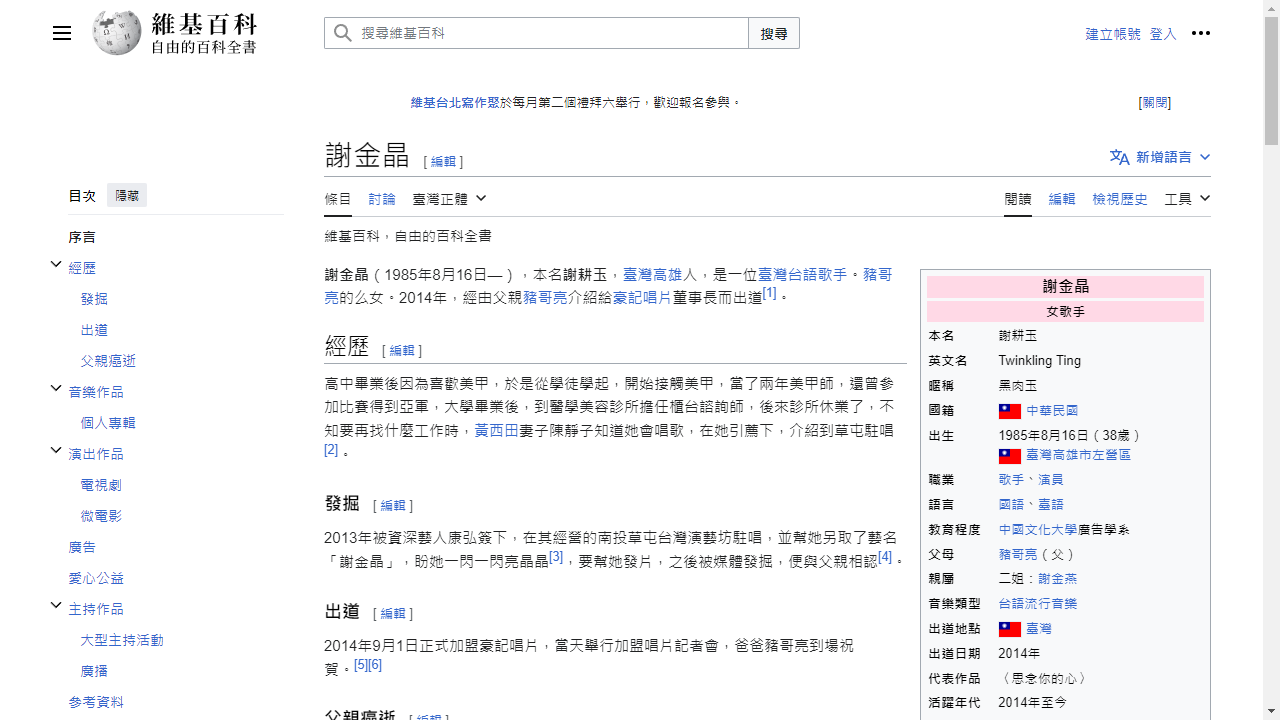 維基百科
自由的百科全書
搜尋維基百科
搜尋
建立帳號 登入
維基台北寫作聚於每月第二個禮拜六舉行，歡迎報名參與。
[關閉]
謝金晶 [ 編輯 ]
新增語言
目次 隱藏
序言
經歷
發掘
出道
父親癌逝
音樂作品
個人專輯
演出作品
電視劇
微電影
廣告
愛心公益
主持作品
大型主持活動
廣播
參考資料
條目 討論 臺灣正體
閱讀 編輯 檢視歷史 工具
維基百科，自由的百科全書
謝金晶（1985年8月16日—），本名謝耕玉，臺灣高雄人，是一位臺灣台語歌手。豬哥
亮的么女。2014年，經由父親豬哥亮介紹給豪記唱片董事長而出道[1]。
經歷 [ 編輯 ]
高中畢業後因為喜歡美甲，於是從學徒學起，開始接觸美甲，當了兩年美甲師，還曾參
加比賽得到亞軍，大學畢業後，到醫學美容診所擔任櫃台諮詢師，後來診所休業了，不
知要再找什麼工作時，黃西田妻子陳靜子知道她會唱歌，在她引薦下，介紹到草屯駐唱
[2]。
發掘 [ 編輯 ]
2013年被資深藝人康弘簽下，在其經營的南投草屯台灣演藝坊駐唱，並幫她另取了藝名
「謝金晶」，盼她一閃一閃亮晶晶[3]，要幫她發片，之後被媒體發掘，便與父親相認[4]。
出道 [ 編輯 ]
2014年9月1日正式加盟豪記唱片，當天舉行加盟唱片記者會，爸爸豬哥亮到場祝
賀。[5][6]
父親癌逝 [ 編輯 ]
謝金晶
女歌手
本名 謝耕玉
英文名 Twinkling Ting
暱稱 黑肉玉
國籍 中華民國
出生 1985年8月16日（38歲）
臺灣高雄市左營區
職業 歌手、演員
語言 國語、臺語
教育程度 中國文化大學廣告學系
父母 豬哥亮（父）
親屬 二姐：謝金燕
音樂類型 台語流行音樂
出道地點 臺灣
出道日期 2014年
代表作品 〈思念你的心〉
活躍年代 2014年至今